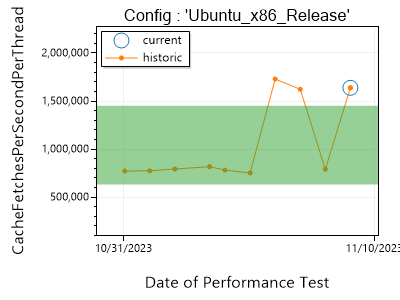 Config : 'Ubuntu_x86_Release'
current
historic
CacheFetchesPerSecondPerThread
2,000,000
1,500,000
1,000,000
500,000
10/31/2023
11/10/2023
Date of Performance Test